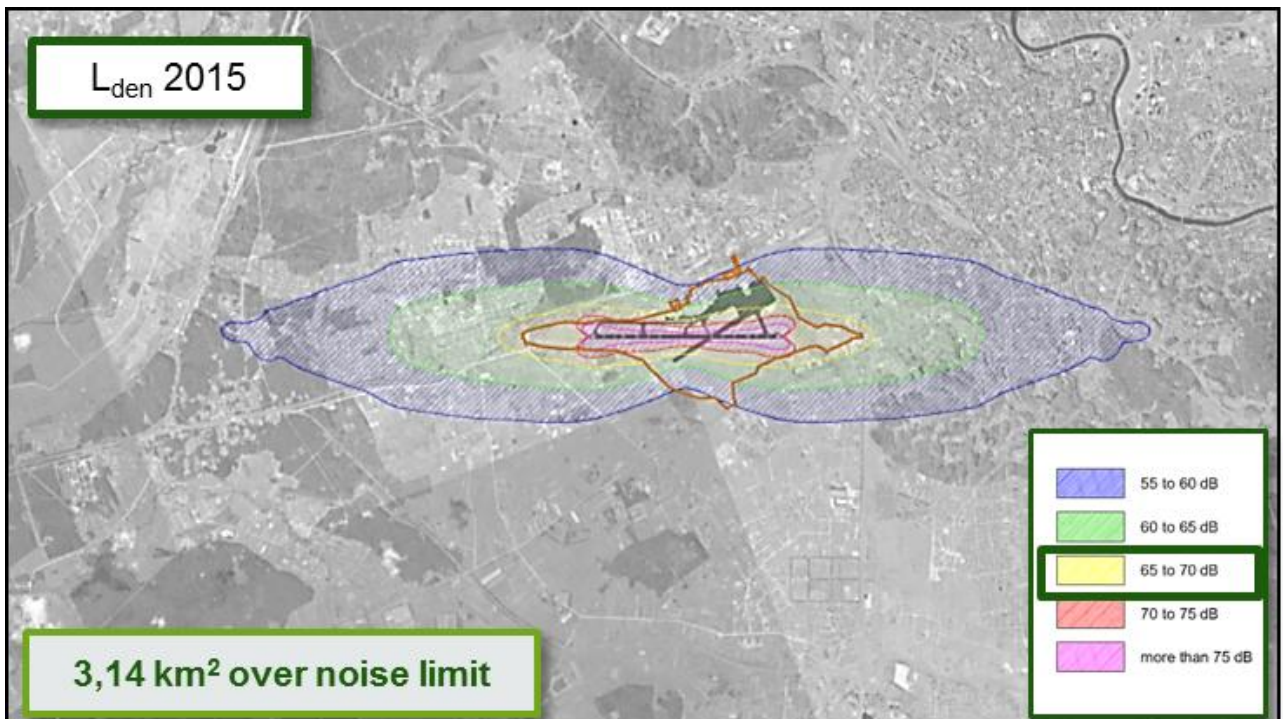 Lden 2015
55 to 60 dB
60 to 65 dB
65 to 70 dB
70 to 75 dB
more than 75 dB
3,14 km² over noise limit